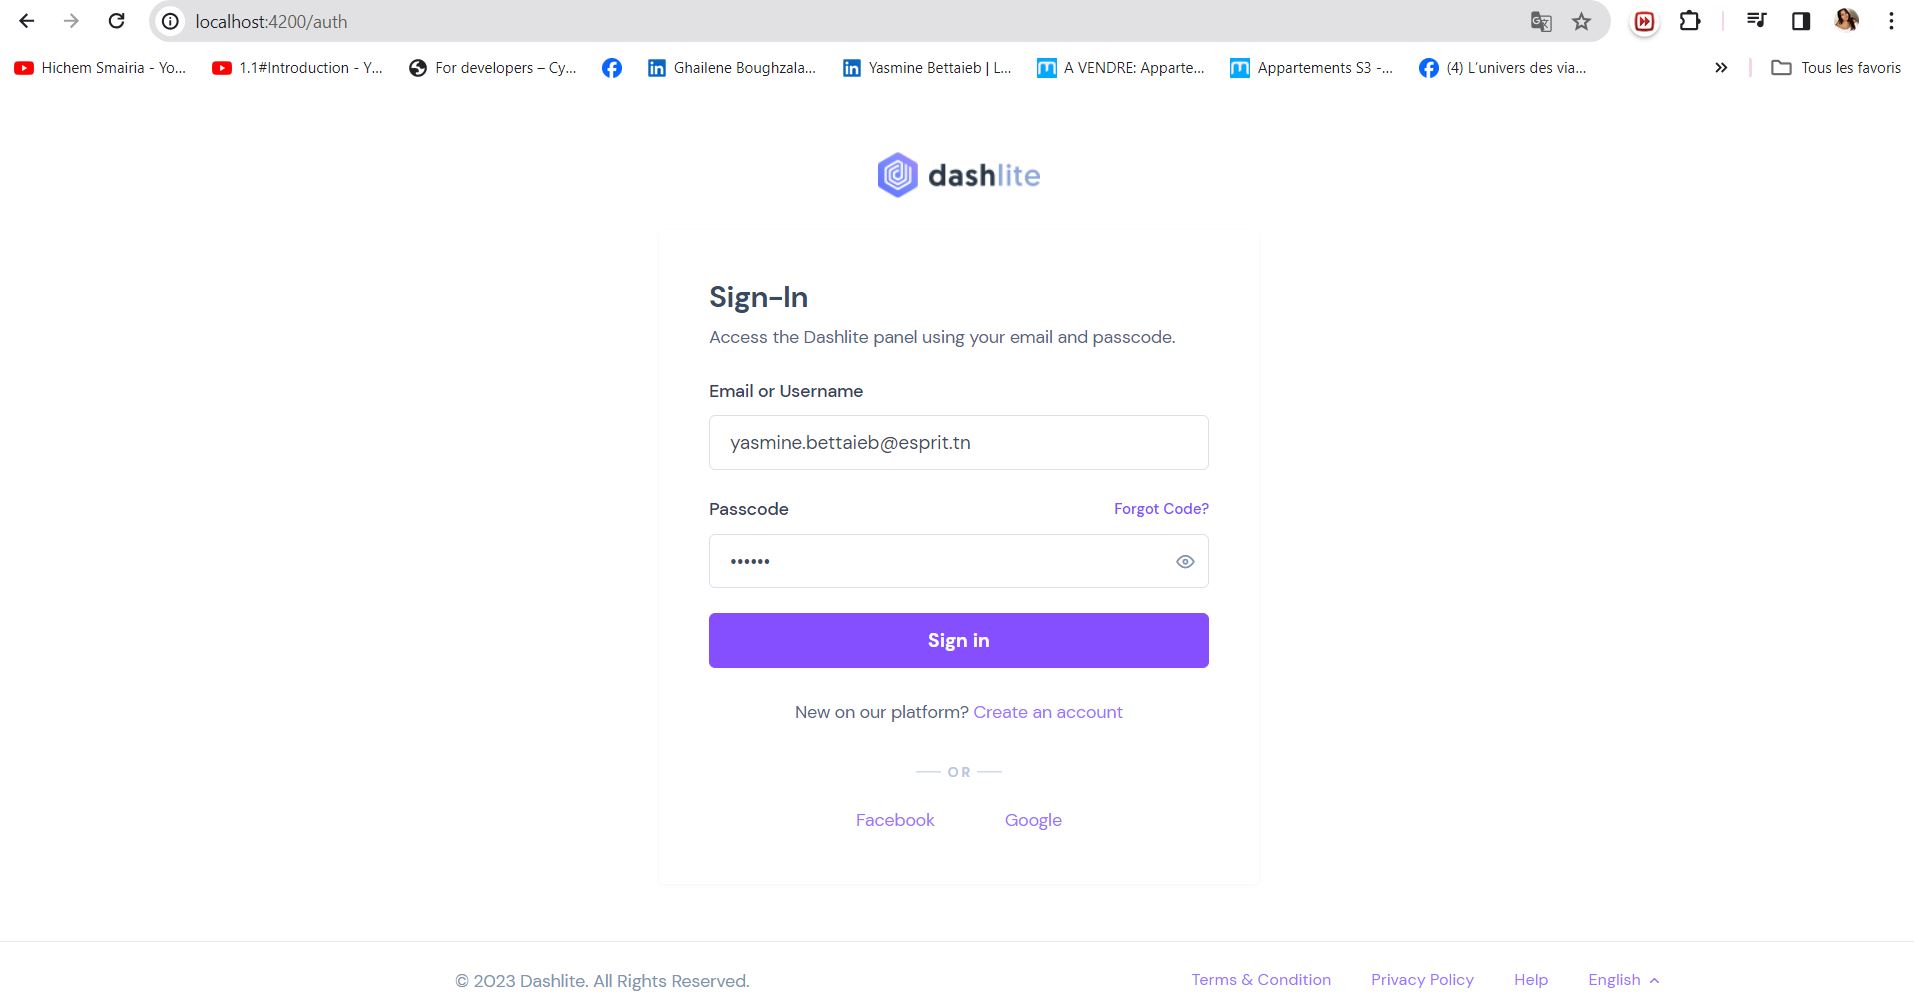 localhost:4200/auth
Hichem Smairia - Yo... 1.1#Introduction - Y... For developers – Cy... Ghailene Boughzala... Yasmine Bettaieb | L... A VENDRE: Apparte... Appartements S3 -... (4) L'univers des via... » Tous les favoris
dashlite
Sign-In
Access the Dashlite panel using your email and passcode.
Email or Username
yasmine.bettaieb@esprit.tn
Passcode Forgot Code?
••••••
Sign in
New on our platform? Create an account
OR
Facebook Google
© 2023 Dashlite. All Rights Reserved. Terms & Condition Privacy Policy Help English